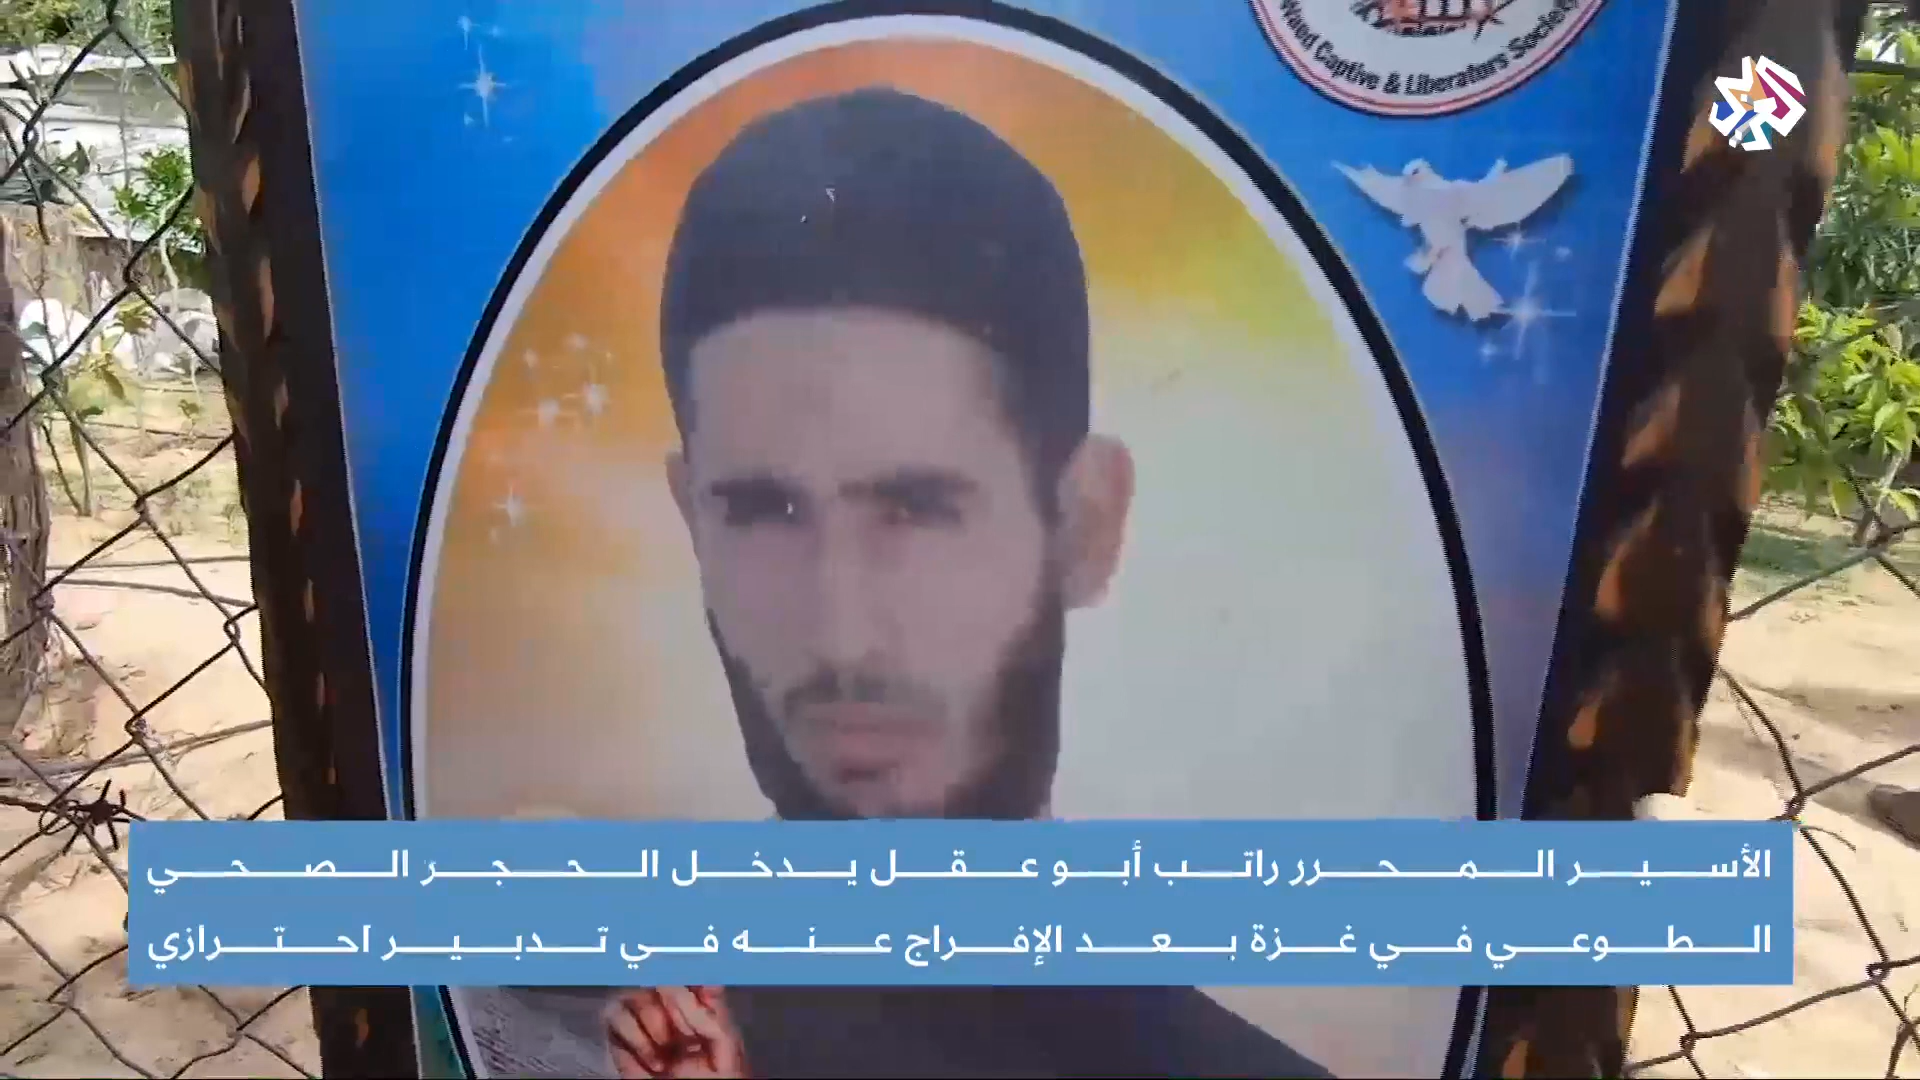 Waed Captive & Liberators Society
الأسير المحرر راتب أبو عقل يدخل الحجر الصحي
الطوعي في غزة بعد الإفراج عنه في تدبير احترازي